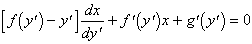 [f(y′) − y′] dx/dy′ + f′(y′)x + g′(y′) = 0